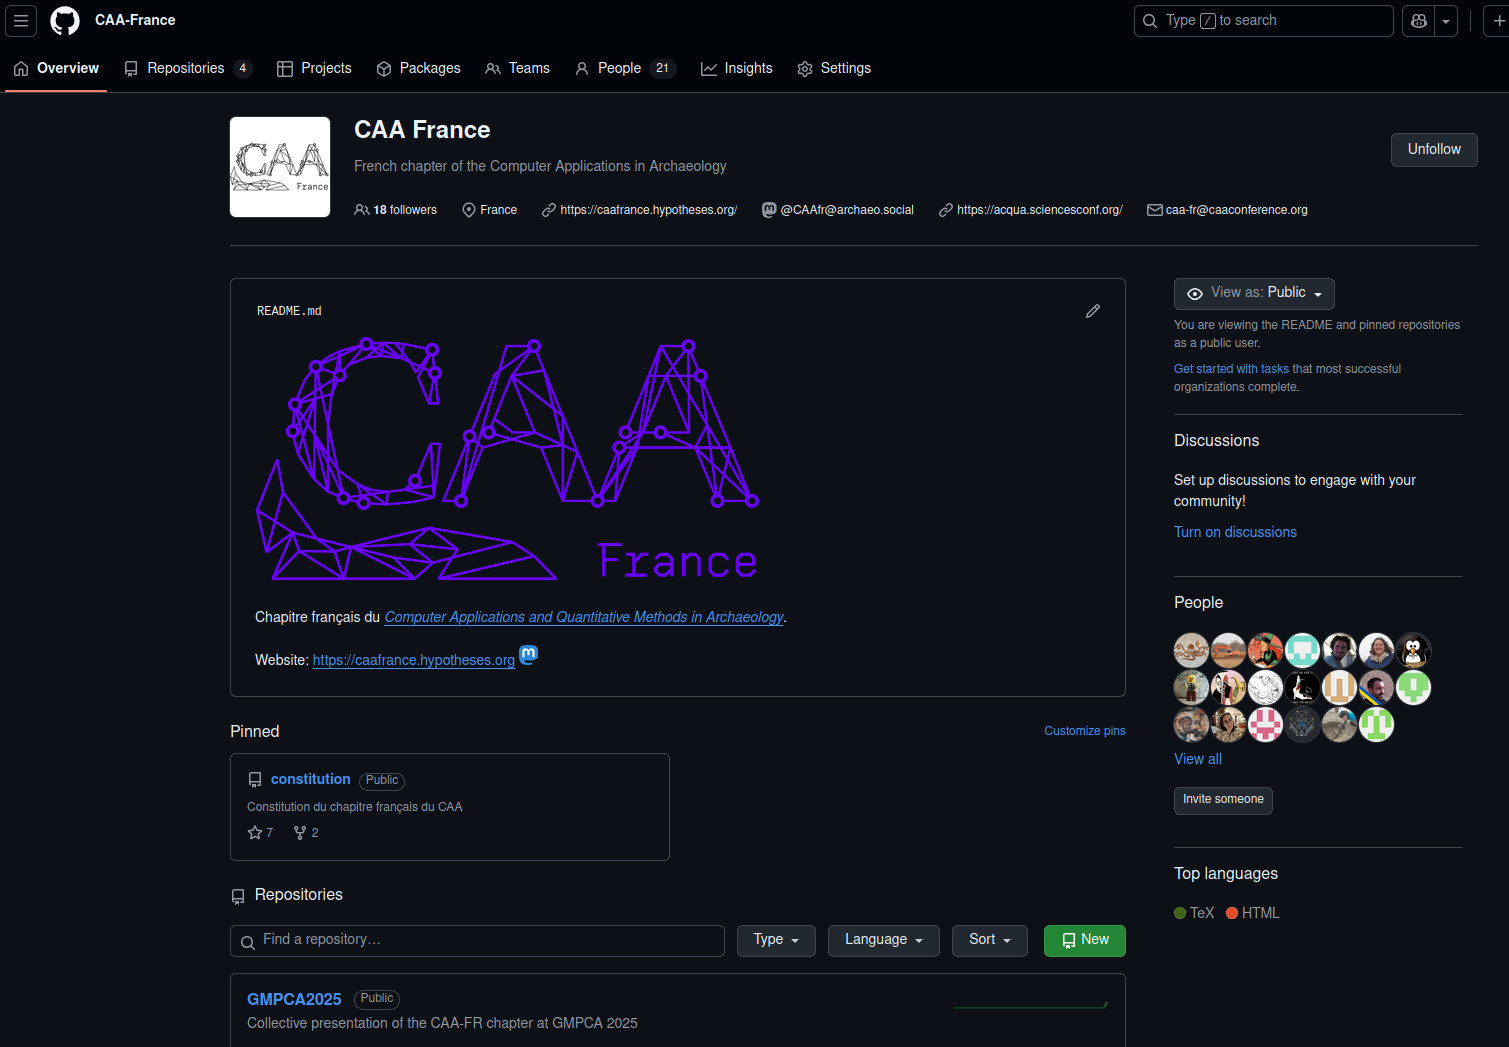 CAA-France
Type / to search
Overview
Repositories 4
Projects
Packages
Teams
People 21
Insights
Settings
CAA
France
CAA France
French chapter of the Computer Applications in Archaeology
Unfollow
18 followers
France
https://caafrance.hypotheses.org/
@CAAfr@archaeo.social
https://acqua.sciencesconf.org/
caa-fr@caaconference.org
README.md
CAA
France
Chapitre français du Computer Applications and Quantitative Methods in Archaeology.
Website: https://caafrance.hypotheses.org
Pinned
Customize pins
constitution Public
Constitution du chapitre français du CAA
7 2
Repositories
Find a repository…
Type
Language
Sort
New
GMPCA2025 Public
Collective presentation of the CAA-FR chapter at GMPCA 2025
View as: Public
You are viewing the README and pinned repositories
as a public user.
Get started with tasks that most successful
organizations complete.
Discussions
Set up discussions to engage with your
community!
Turn on discussions
People
View all
Invite someone
Top languages
TeX HTML